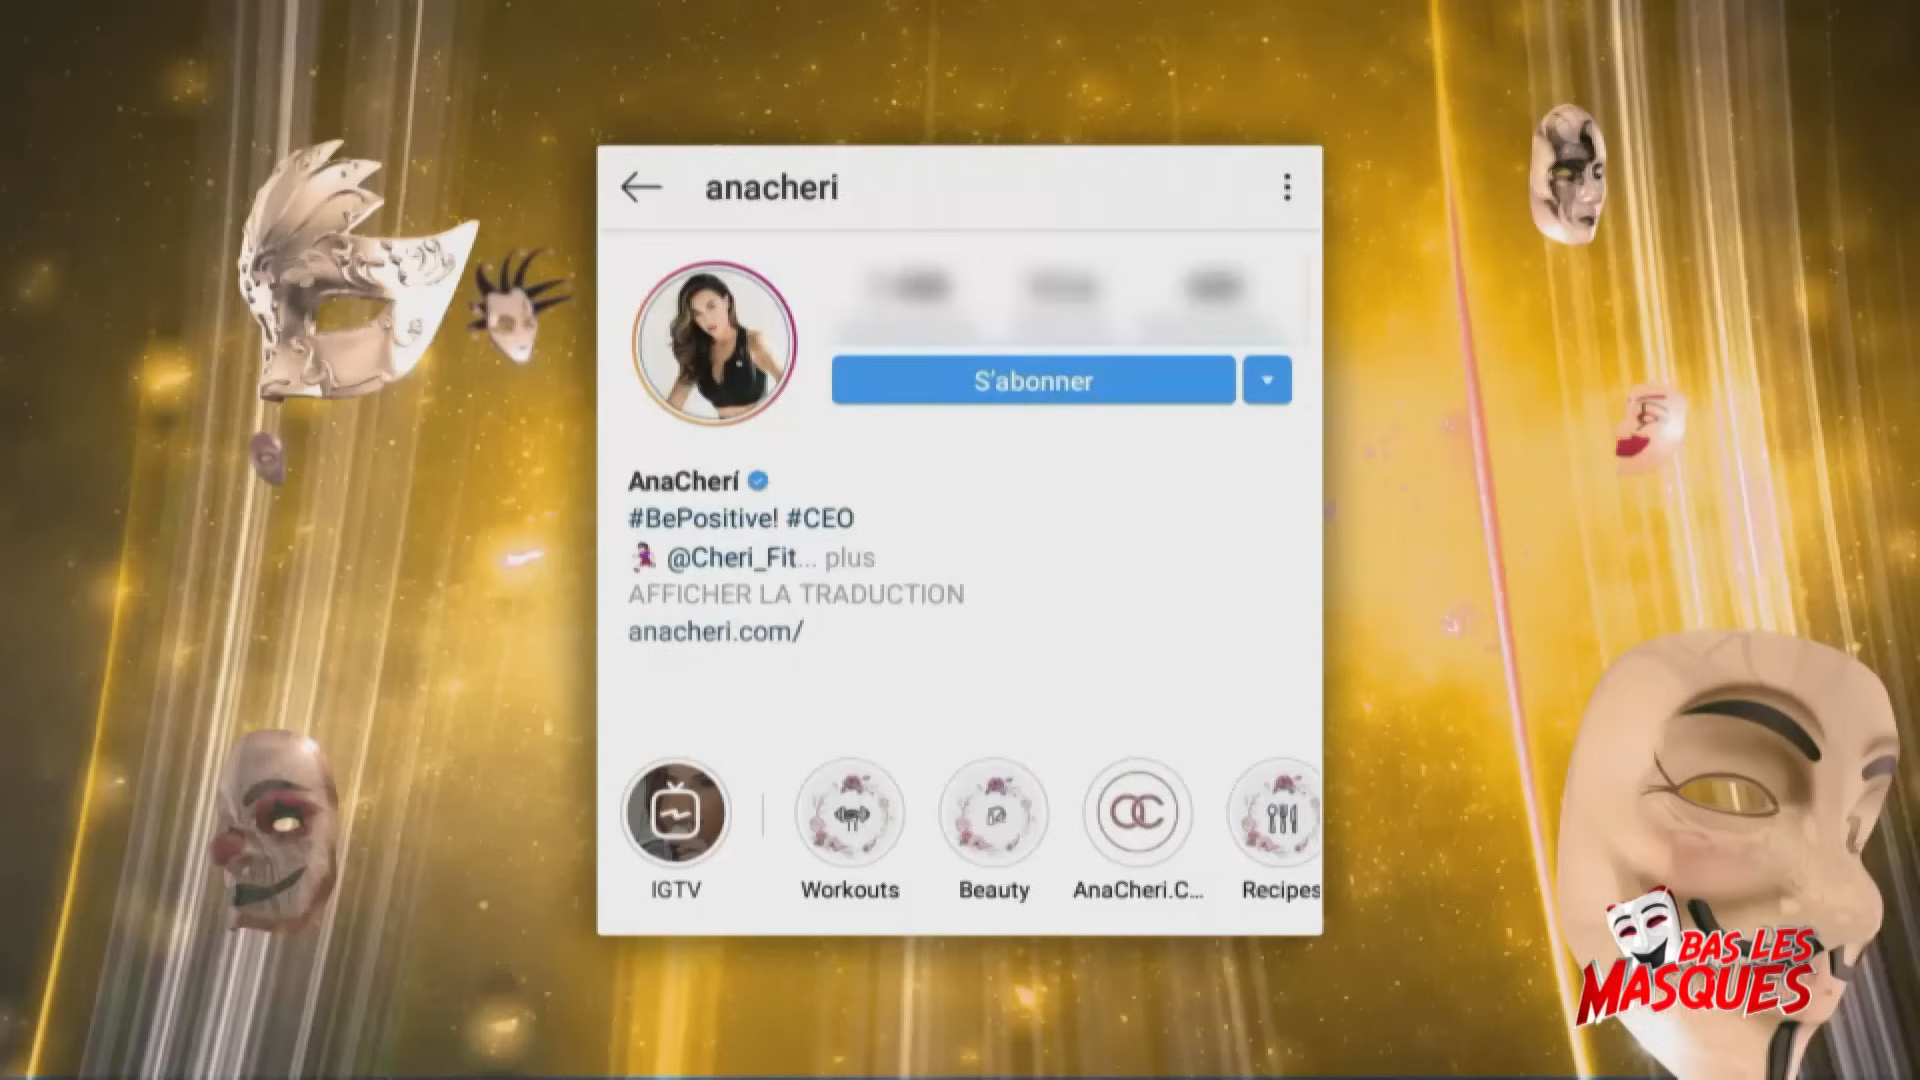 anacheri
S'abonner
AnaCherí
#BePositive! #CEO
@Cheri_Fit... plus
AFFICHER LA TRADUCTION
anacheri.com/
IGTV
Workouts
Beauty
AnaCheri.C...
Recipes
BAS LES
MASQUES